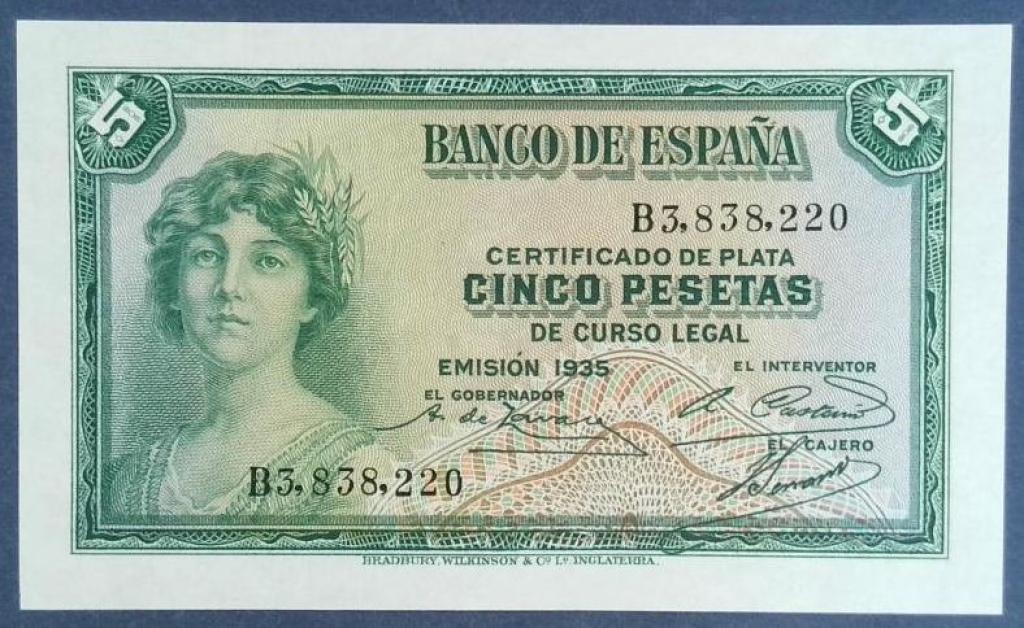 5
5
BANCO DE ESPAÑA
B3,838,220
CERTIFICADO DE PLATA
CINCO PESETAS
DE CURSO LEGAL
EMISIÓN 1935
EL INTERVENTOR
EL GOBERNADOR
EL CAJERO
B3,838,220
BRADBURY, WILKINSON & Cº Lᵈ. INGLATERRA.